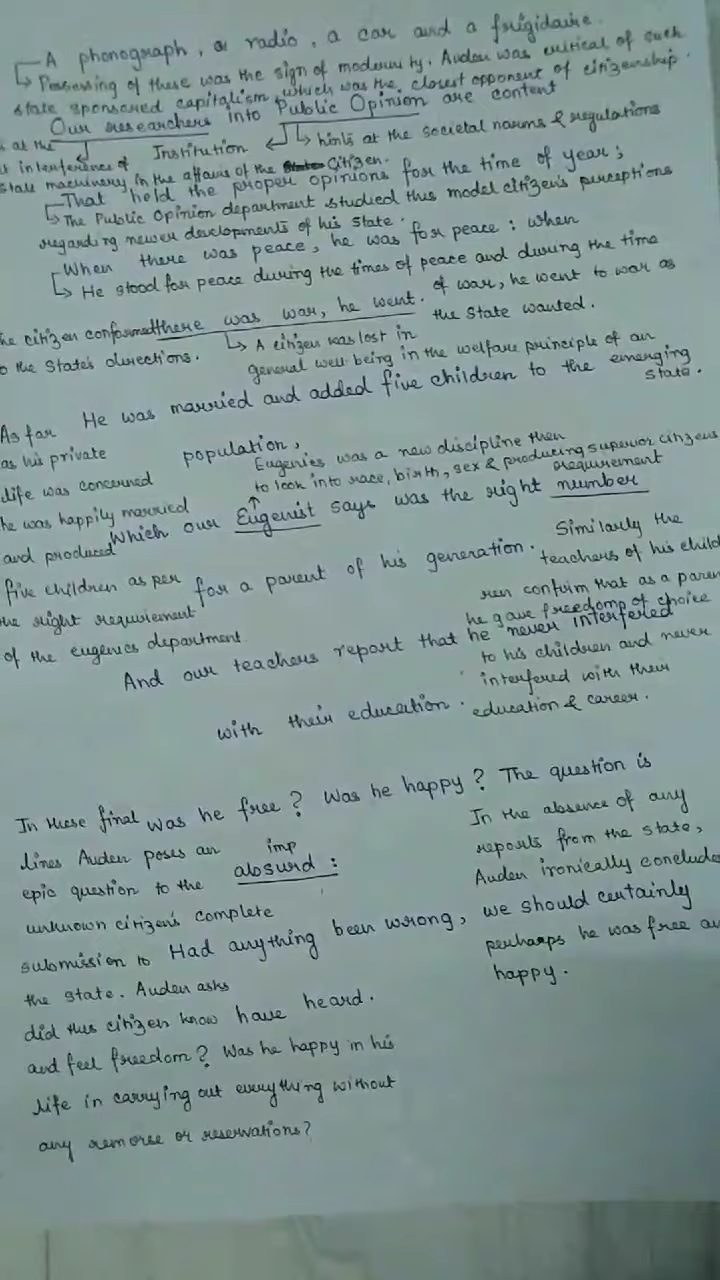 A phonograph, a radio, a car and a frigidaire.
Possessing of these was the sign of modernity. Auden was critical of such
state sponsored capitalism, which was the closest opponent of citizenship.
Our researchers into Public Opinion are content
at the
interference of Institution hints at the societal norms & regulations
State machinery in the affairs of the Citizen.
That held the proper opinions for the time of year;
The Public Opinion department studied this model citizen's perceptions
regarding newer developments of his State.
When there was peace, he was for peace: when
He stood for peace during the times of peace and during the time
of war, he went to war as
the State wanted.
there was war, he went.
The citizen conformed
to the State's directions.
A citizen was lost in
general well being in the welfare principle of an
emerging
state.
He was married and added five children to the
population,
As far
as his private
life was concerned
he was happily married
and produced
five children as per
the right requirement
of the eugenics department
Eugenics was a new discipline then
to look into race, birth, sex & producing superior citizens
requirement
Which our Eugenist says was the right number
for a parent of his generation.
Similarly the
teachers of his child
ren confirm that as a paren
he gave freedom of choice
to his children and never
interfered with their
education & career.
And our teachers report that he never interfered
with their education.
In these final
lines Auden poses an
epic question to the
unknown citizen's complete
submission to
the state. Auden asks
did this citizen know
and feel freedom? Was he happy in his
life in carrying out everything without
any remorse or reservations?
Was he free? Was he happy? The question is
imp
absurd:
Had anything been wrong, we should certainly
have heard.
In the absence of any
reports from the state,
Auden ironically conclude
perhaps he was free an
happy.